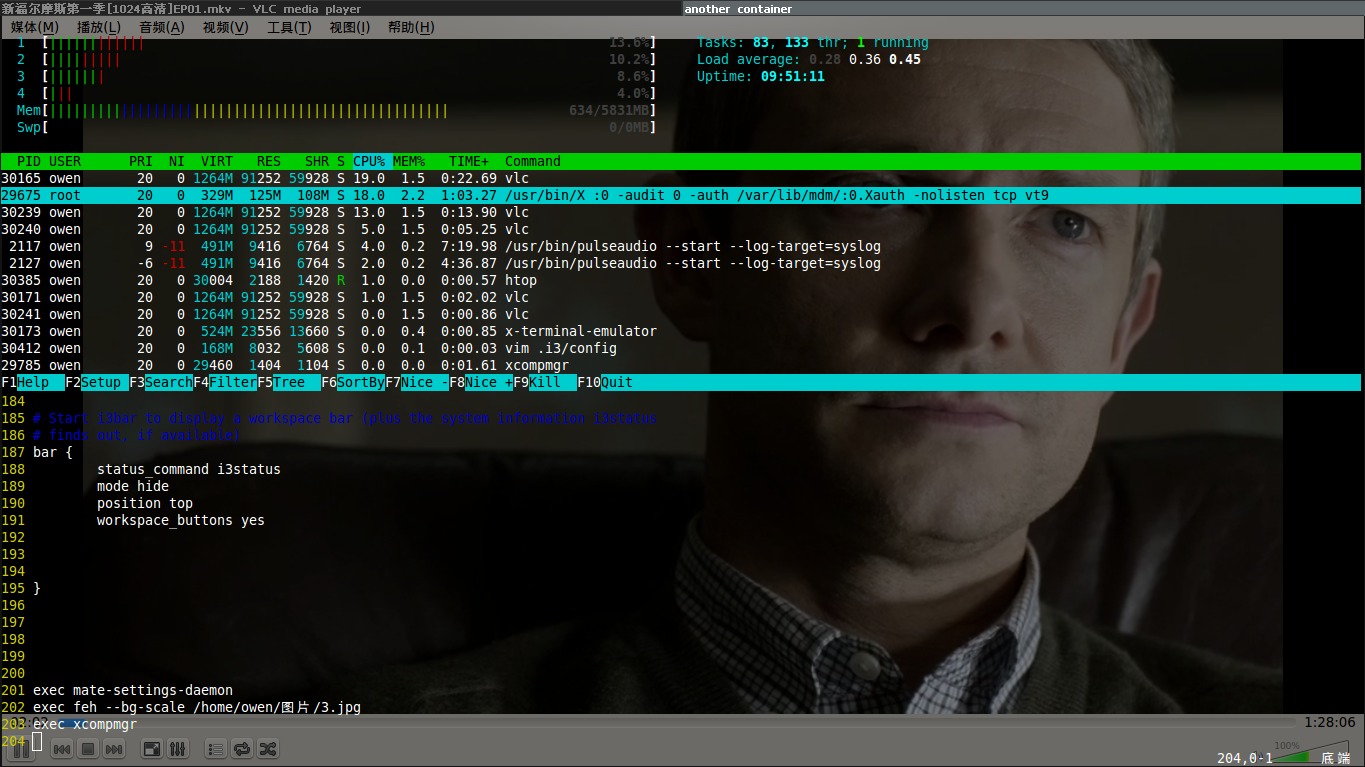 新福尔摩斯第一季[1024高清]EP01.mkv - VLC media player
another container
媒体(M) 播放(L) 音频(A) 视频(V) 工具(T) 视图(I) 帮助(H)
1 [|||||||||||| 13.6%] Tasks: 83, 133 thr; 1 running
2 [||||||||| 10.2%] Load average: 0.28 0.36 0.45
3 [||||||| 8.6%] Uptime: 09:51:11
4 [||| 4.0%]
Mem[|||||||||||||||||||||||||||||||||||||||||||||||||| 634/5831MB]
Swp[ 0/0MB]
PID USER PRI NI VIRT RES SHR S CPU% MEM% TIME+ Command
30165 owen 20 0 1264M 91252 59928 S 19.0 1.5 0:22.69 vlc
29675 root 20 0 329M 125M 108M S 18.0 2.2 1:03.27 /usr/bin/X :0 -audit 0 -auth /var/lib/mdm/:0.Xauth -nolisten tcp vt9
30239 owen 20 0 1264M 91252 59928 S 13.0 1.5 0:13.90 vlc
30240 owen 20 0 1264M 91252 59928 S 5.0 1.5 0:05.25 vlc
2117 owen 9 -11 491M 9416 6764 S 4.0 0.2 7:19.98 /usr/bin/pulseaudio --start --log-target=syslog
2127 owen -6 -11 491M 9416 6764 S 2.0 0.2 4:36.87 /usr/bin/pulseaudio --start --log-target=syslog
30385 owen 20 0 30004 2188 1420 R 1.0 0.0 0:00.57 htop
30171 owen 20 0 1264M 91252 59928 S 1.0 1.5 0:02.02 vlc
30241 owen 20 0 1264M 91252 59928 S 0.0 1.5 0:00.86 vlc
30173 owen 20 0 524M 23556 13660 S 0.0 0.4 0:00.85 x-terminal-emulator
30412 owen 20 0 168M 8032 5608 S 0.0 0.1 0:00.03 vim .i3/config
29785 owen 20 0 29460 1404 1104 S 0.0 0.0 0:01.61 xcompmgr
F1Help F2Setup F3SearchF4FilterF5Tree F6SortByF7Nice -F8Nice +F9Kill F10Quit
184
185 # Start i3bar to display a workspace bar (plus the system information i3status
186 # finds out, if available)
187 bar {
188 status_command i3status
189 mode hide
190 position top
191 workspace_buttons yes
192
193
194
195 }
196
197
198
199
200
201 exec mate-settings-daemon
202 exec feh --bg-scale /home/owen/图片/3.jpg
203 exec xcompmgr
1:28:06
204
100%
204,0-1 底端